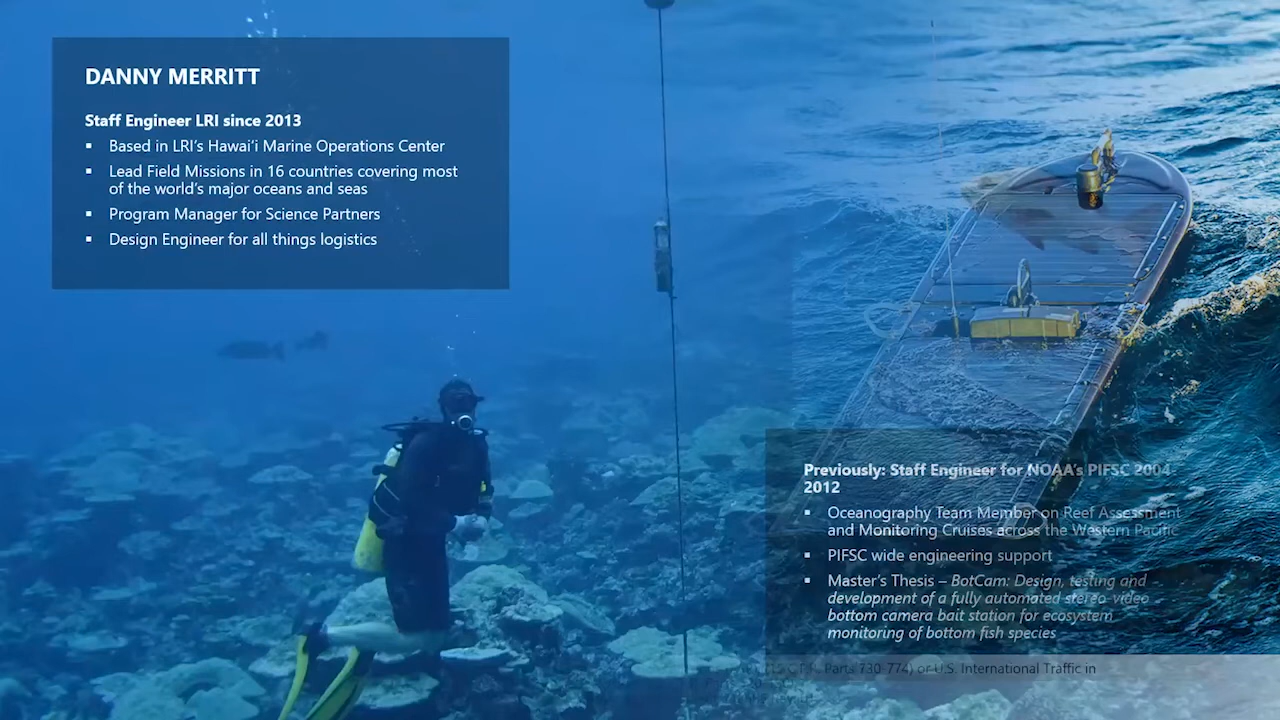 DANNY MERRITT
Staff Engineer LRI since 2013
▪ Based in LRI's Hawai'i Marine Operations Center
▪ Lead Field Missions in 16 countries covering most
of the world's major oceans and seas
▪ Program Manager for Science Partners
▪ Design Engineer for all things logistics
Previously: Staff Engineer for NOAA's PIFSC 2004
2012
▪ Oceanography Team Member on Reef Assessment
and Monitoring Cruises across the Western Pacific
▪ PIFSC wide engineering support
▪ Master's Thesis – BotCam: Design, testing and
development of a fully automated stereo-video
bottom camera bait station for ecosystem
monitoring of bottom fish species
Parts 730-774) or U.S. International Traffic in